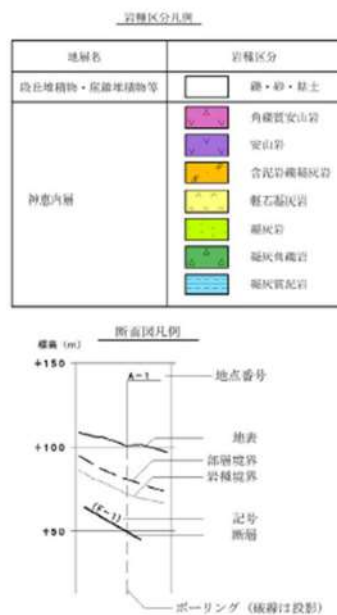 岩種区分凡例
地層名 岩種区分
段丘堆積物・崖錐堆積物等 礫・砂・粘土
神恵内層
角礫質安山岩
安山岩
含泥岩礫凝灰岩
軽石凝灰岩
凝灰岩
凝灰角礫岩
凝灰質泥岩
断面図凡例
標高 (m)
+150
A-1
地点番号
+100
地表
部層境界
岩種境界
(F-1)
記号
+50
断層
ボーリング (破線は投影)